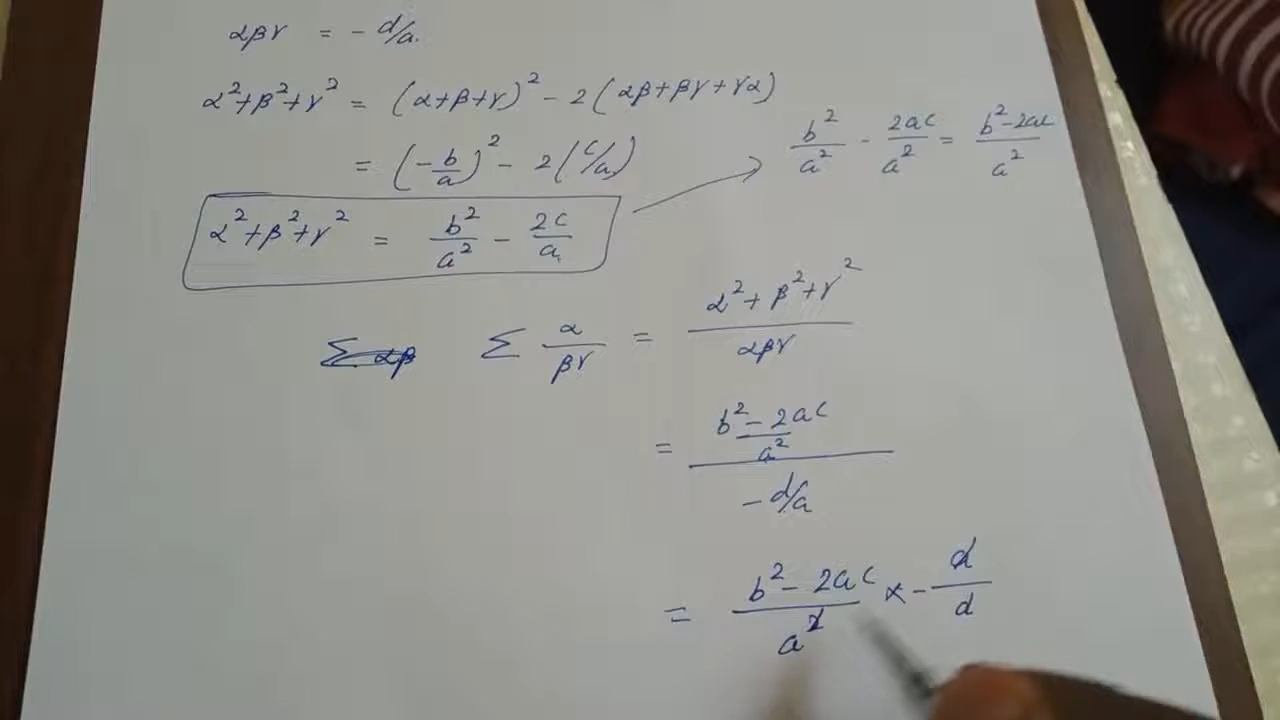 αβγ = - d/a.
α²+β²+γ² = (α+β+γ)² - 2(αβ+βγ+γα)
= (-b/a)² - 2(c/a)
b²/a² - 2ac/a² = b²-2ac/a²
α²+β²+γ² = b²/a² - 2c/a
Σ αβ Σ α/βγ = α²+β²+γ²/αβγ
= b²-2ac/a²/-d/a
= b²-2ac/a² × - a/d